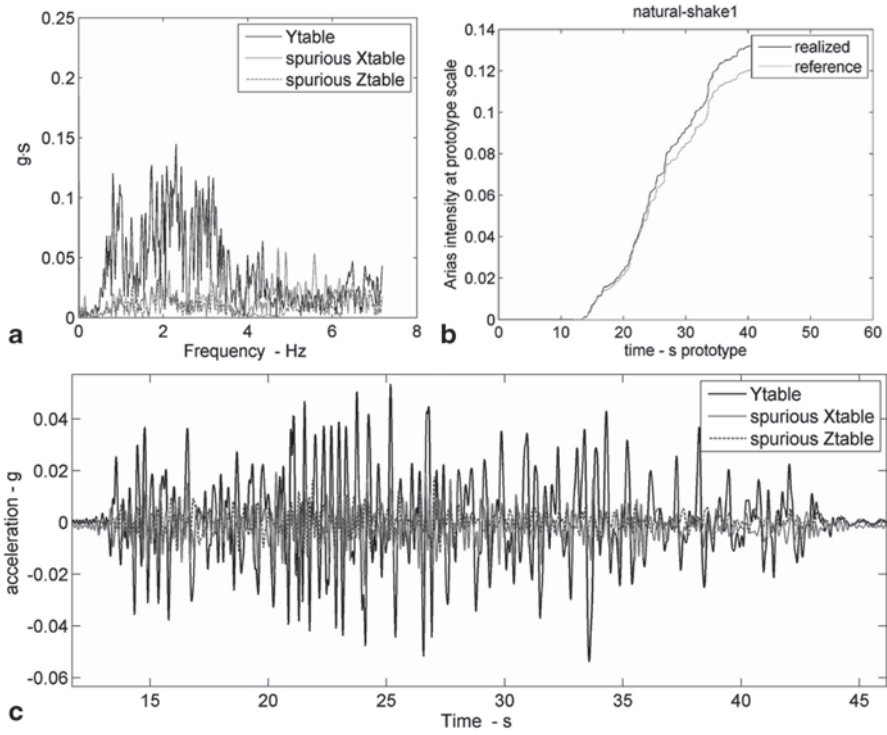 0.25
0.2
0.15
0.1
0.05
0
g·s
0
2
4
6
8
Frequency - Hz
Ytable
spurious Xtable
spurious Ztable
a
natural-shake1
0.14
0.12
0.1
0.08
0.06
0.04
0.02
0
Arias intensity at prototype scale
0
10
20
30
40
50
60
time - s prototype
realized
reference
b
0.04
0.02
0
-0.02
-0.04
-0.06
acceleration - g
15
20
25
30
35
40
45
Time - s
Ytable
spurious Xtable
spurious Ztable
c